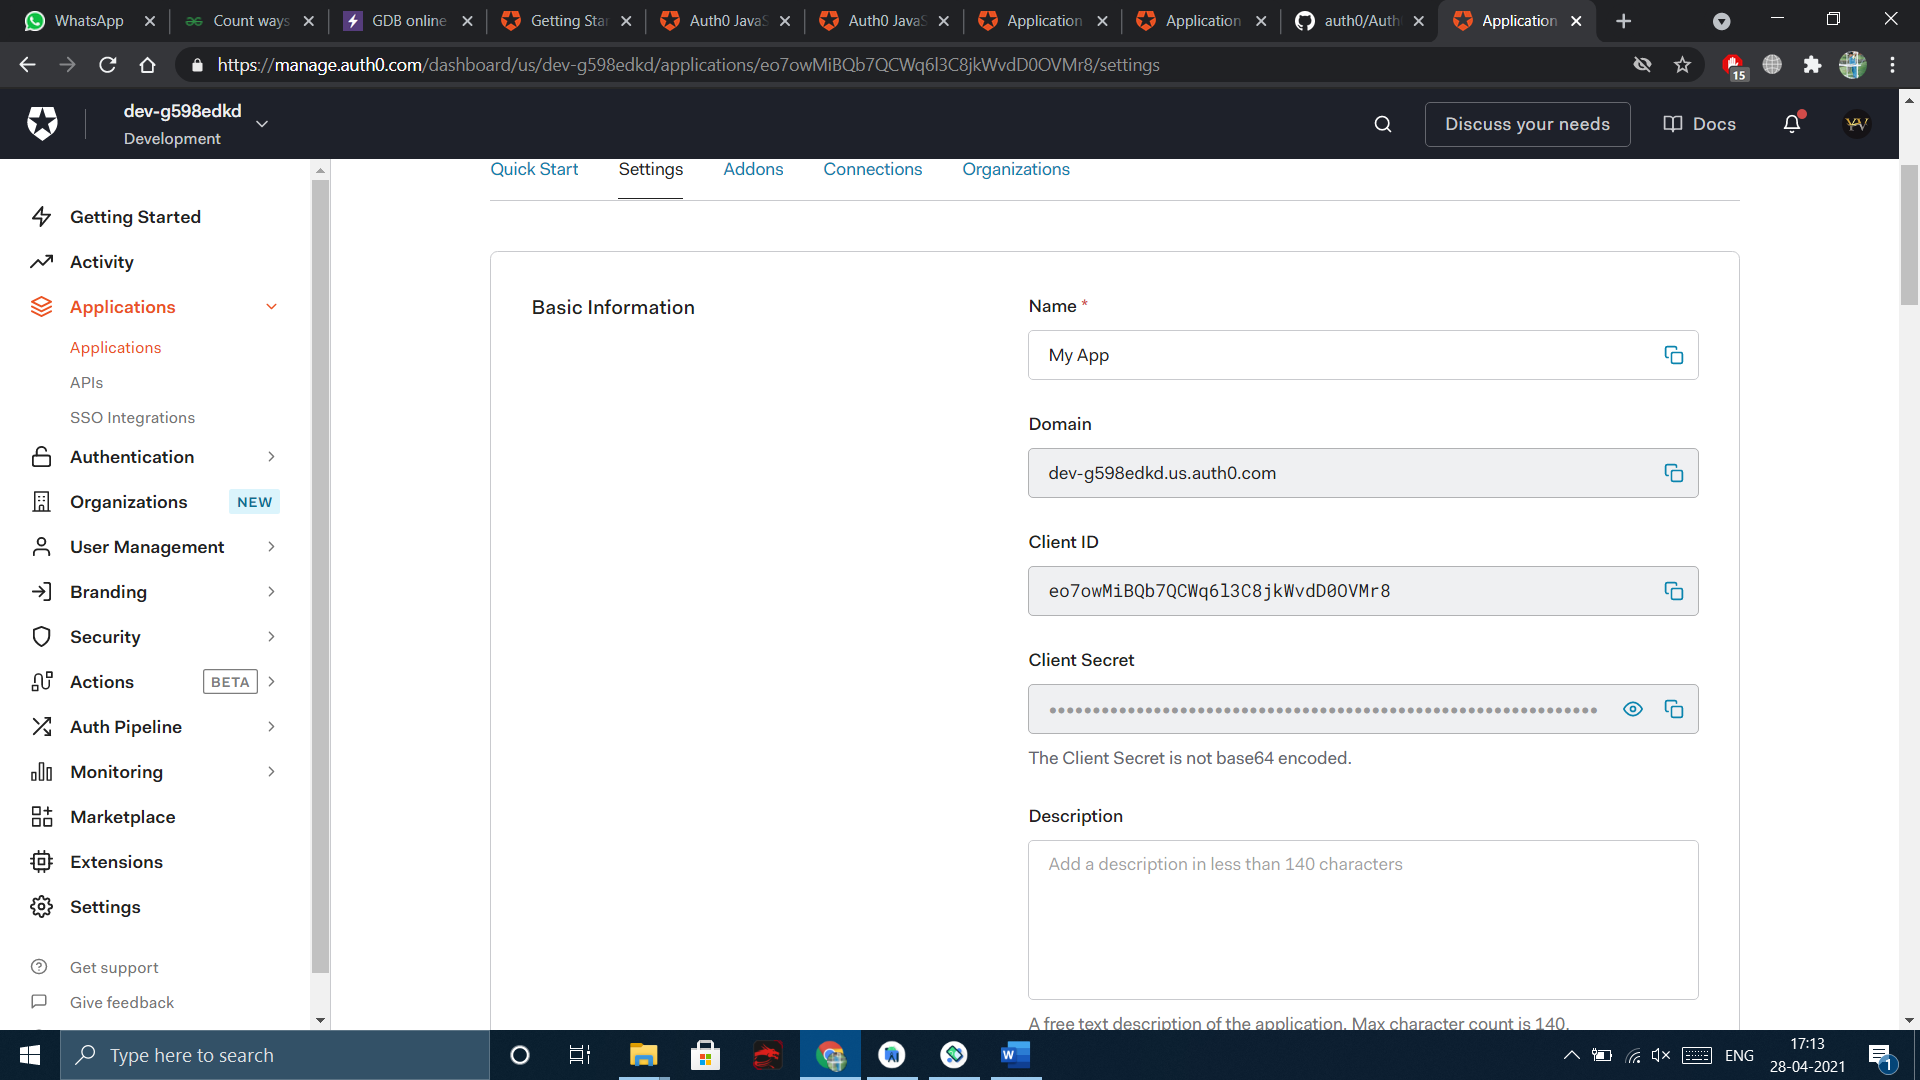 WhatsApp
Count ways
GDB online
Getting Star
Auth0 JavaS
Auth0 JavaS
Application
Application
auth0/Auth
Application
https://manage.auth0.com/dashboard/us/dev-g598edkd/applications/eo7owMiBQb7QCWq6l3C8jkWvdD0OVMr8/settings
15
dev-g598edkd
Development
Discuss your needs
Docs
YV
Quick Start
Settings
Addons
Connections
Organizations
Getting Started
Activity
Applications
Applications
APIs
SSO Integrations
Authentication
Organizations NEW
User Management
Branding
Security
Actions BETA
Auth Pipeline
Monitoring
Marketplace
Extensions
Settings
Get support
Give feedback
Basic Information
Name *
My App
Domain
dev-g598edkd.us.auth0.com
Client ID
eo7owMiBQb7QCWq6l3C8jkWvdD0OVMr8
Client Secret
The Client Secret is not base64 encoded.
Description
Add a description in less than 140 characters
A free text description of the application. Max character count is 140.
Type here to search
ENG
17:13
28-04-2021
1